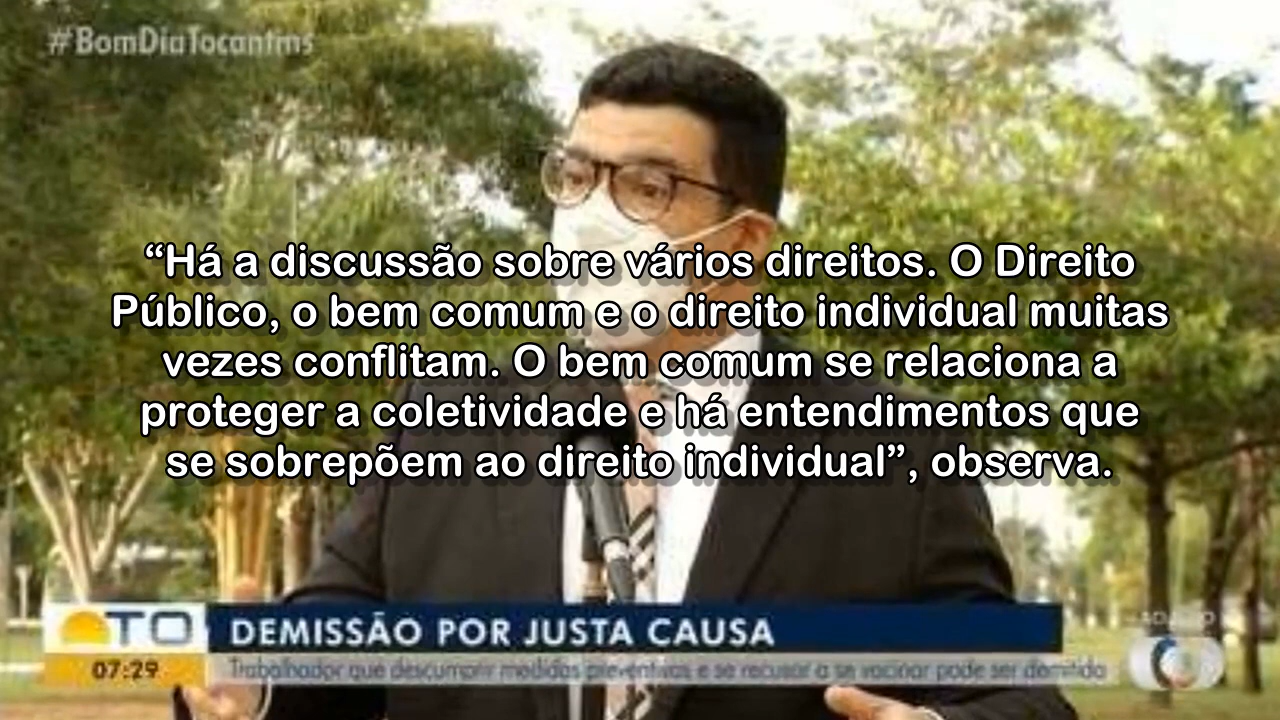 #BomDiaTocantins
“Há a discussão sobre vários direitos. O Direito
Público, o bem comum e o direito individual muitas
vezes conflitam. O bem comum se relaciona a
proteger a coletividade e há entendimentos que
se sobrepõem ao direito individual”, observa.
TO
DEMISSÃO POR JUSTA CAUSA
07:29
Trabalhador que descumprir medidas preventivas e se recusar a se vacinar pode ser demitido